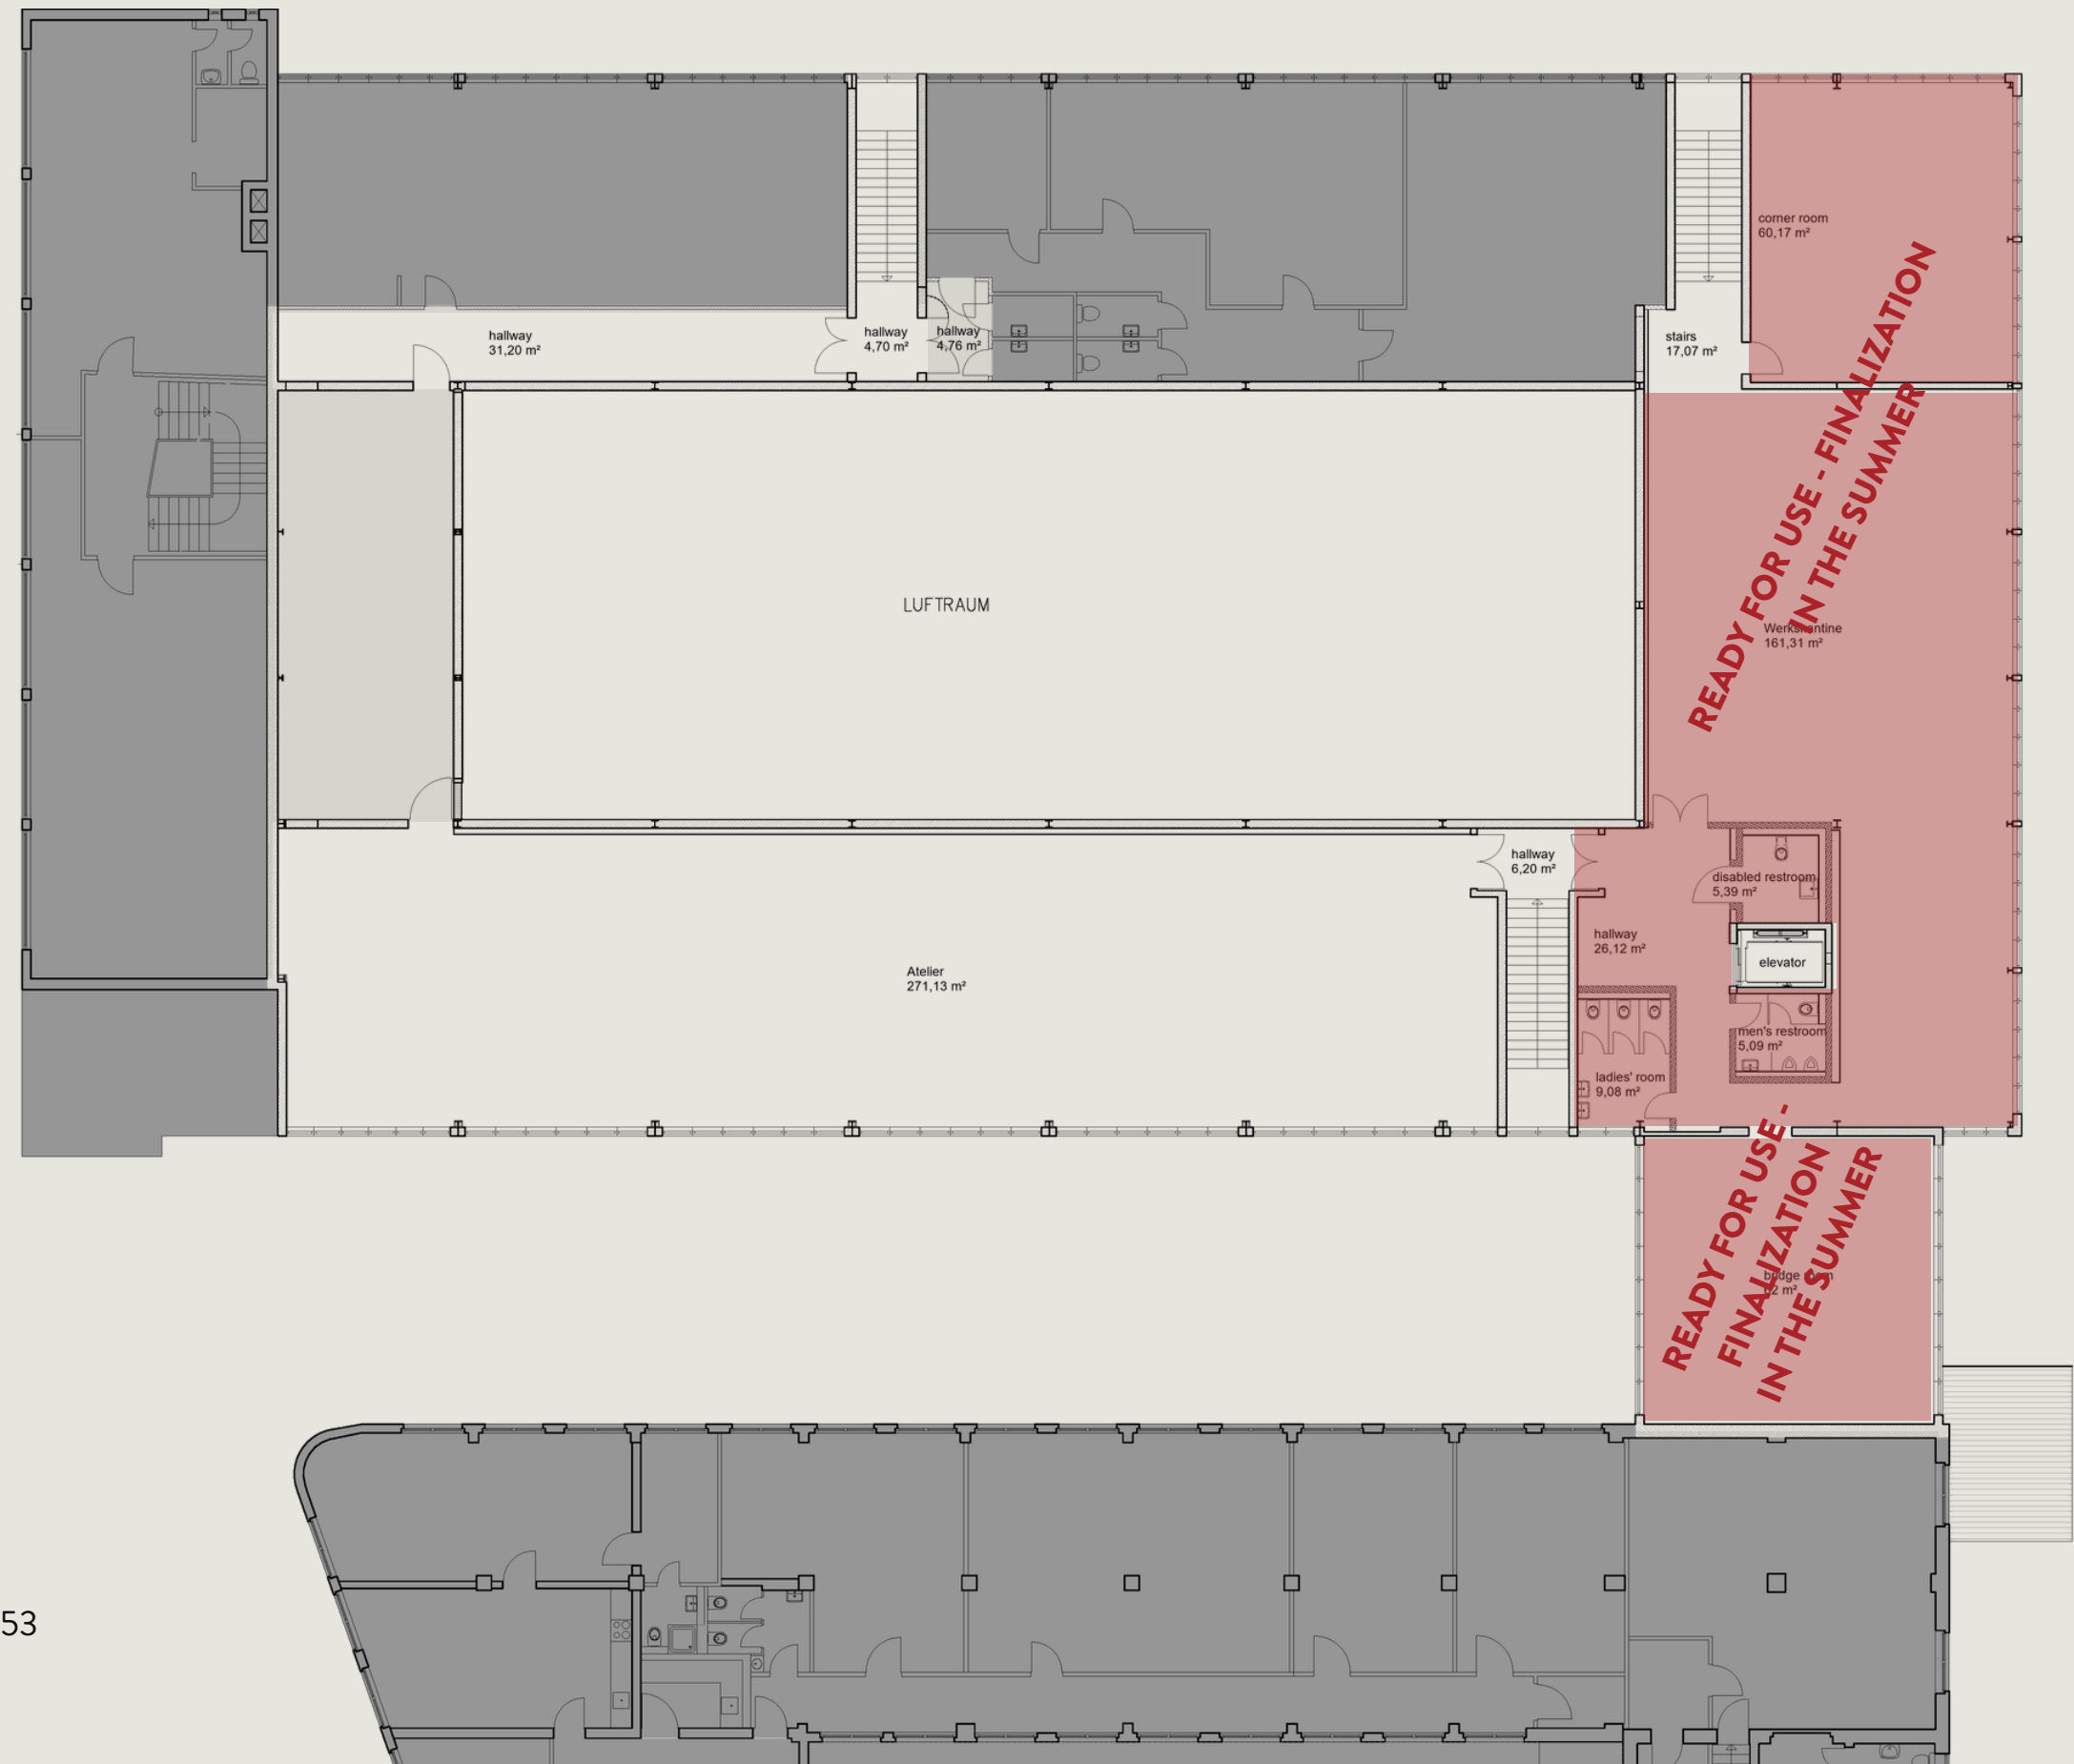 corner room
60,17 m²
hallway
31,20 m²
hallway
4,70 m²
hallway
4,76 m²
stairs
17,07 m²
READY FOR USE - FINALIZATION
IN THE SUMMER
LUFTRAUM
Werkskantine
161,31 m²
hallway
6,20 m²
disabled restroom
5,39 m²
hallway
26,12 m²
elevator
Atelier
271,13 m²
men's restroom
5,09 m²
ladies' room
9,08 m²
READY FOR USE -
FINALIZATION
IN THE SUMMER
bridge room
m²
53